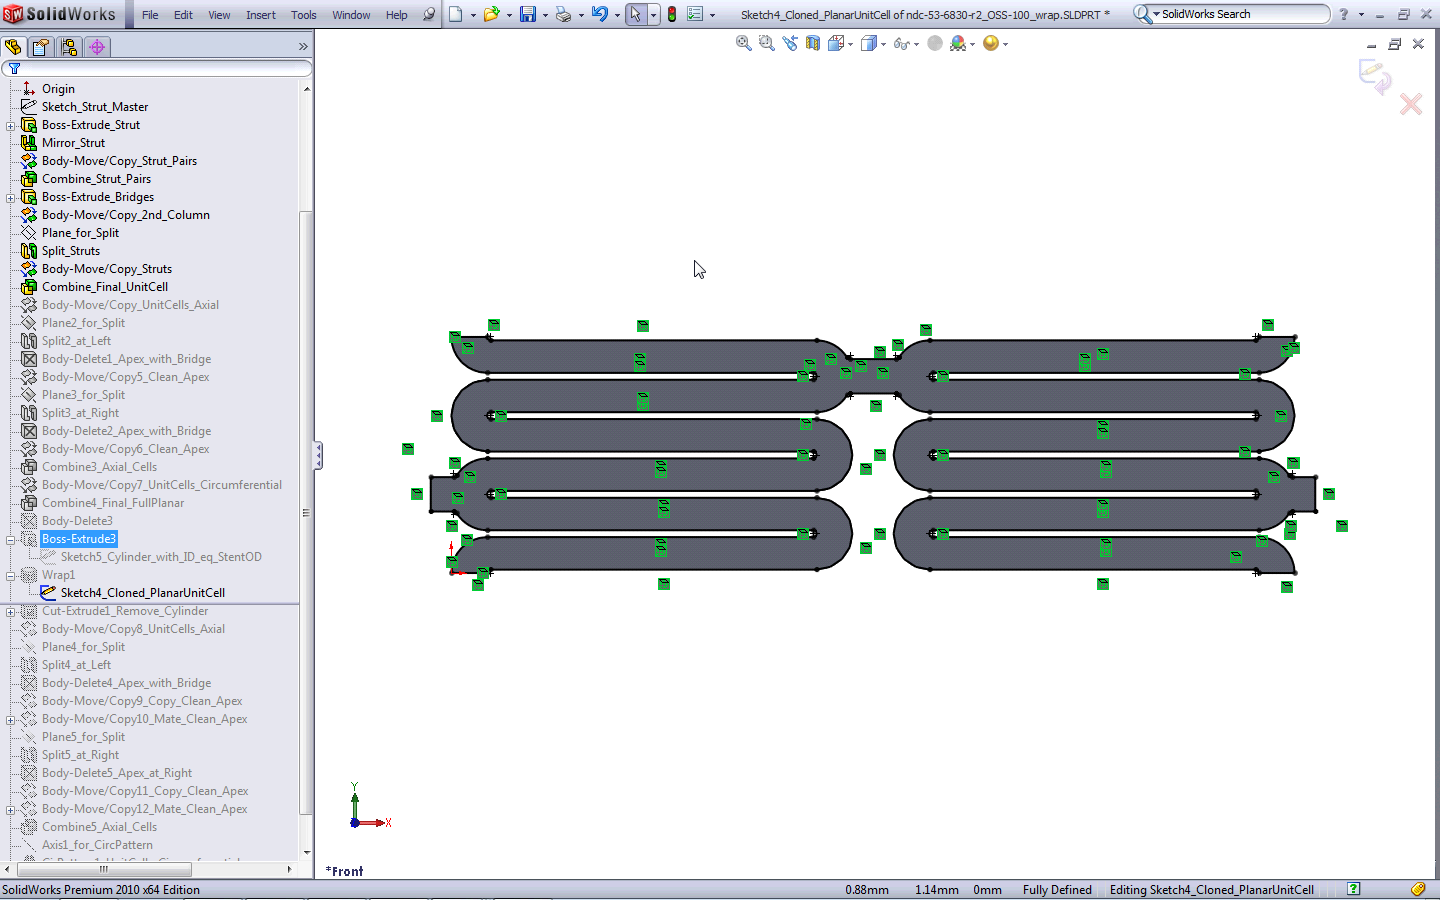 SolidWorks File Edit View Insert Tools Window Help Sketch4_Cloned_PlanarUnitCell of ndc-53-6830-r2_OSS-100_wrap.SLDPRT * SolidWorks Search
Origin
Sketch_Strut_Master
Boss-Extrude_Strut
Mirror_Strut
Body-Move/Copy_Strut_Pairs
Combine_Strut_Pairs
Boss-Extrude_Bridges
Body-Move/Copy_2nd_Column
Plane_for_Split
Split_Struts
Body-Move/Copy_Struts
Combine_Final_UnitCell
Body-Move/Copy_UnitCells_Axial
Plane2_for_Split
Split2_at_Left
Body-Delete1_Apex_with_Bridge
Body-Move/Copy5_Clean_Apex
Plane3_for_Split
Split3_at_Right
Body-Delete2_Apex_with_Bridge
Body-Move/Copy6_Clean_Apex
Combine3_Axial_Cells
Body-Move/Copy7_UnitCells_Circumferential
Combine4_Final_FullPlanar
Body-Delete3
Boss-Extrude3
Sketch5_Cylinder_with_ID_eq_StentOD
Wrap1
Sketch4_Cloned_PlanarUnitCell
Cut-Extrude1_Remove_Cylinder
Body-Move/Copy8_UnitCells_Axial
Plane4_for_Split
Split4_at_Left
Body-Delete4_Apex_with_Bridge
Body-Move/Copy9_Copy_Clean_Apex
Body-Move/Copy10_Mate_Clean_Apex
Plane5_for_Split
Split5_at_Right
Body-Delete5_Apex_at_Right
Body-Move/Copy11_Copy_Clean_Apex
Body-Move/Copy12_Mate_Clean_Apex
Combine5_Axial_Cells
Axis1_for_CircPattern
Y
X
*Front
SolidWorks Premium 2010 x64 Edition 0.88mm 1.14mm 0mm Fully Defined Editing Sketch4_Cloned_PlanarUnitCell